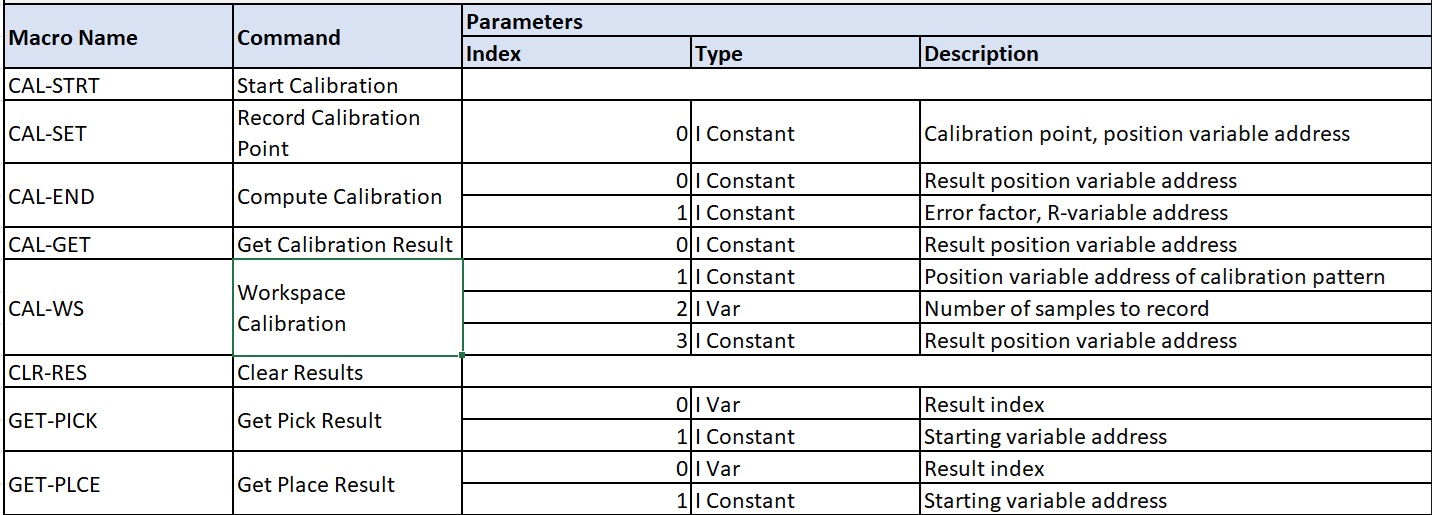 Macro Name Command Parameters
Index Type Description
CAL-STRT Start Calibration
CAL-SET Record Calibration Point 0 I Constant Calibration point, position variable address
CAL-END Compute Calibration 0 I Constant Result position variable address
1 I Constant Error factor, R-variable address
CAL-GET Get Calibration Result 0 I Constant Result position variable address
CAL-WS Workspace Calibration 1 I Constant Position variable address of calibration pattern
2 I Var Number of samples to record
3 I Constant Result position variable address
CLR-RES Clear Results
GET-PICK Get Pick Result 0 I Var Result index
1 I Constant Starting variable address
GET-PLCE Get Place Result 0 I Var Result index
1 I Constant Starting variable address